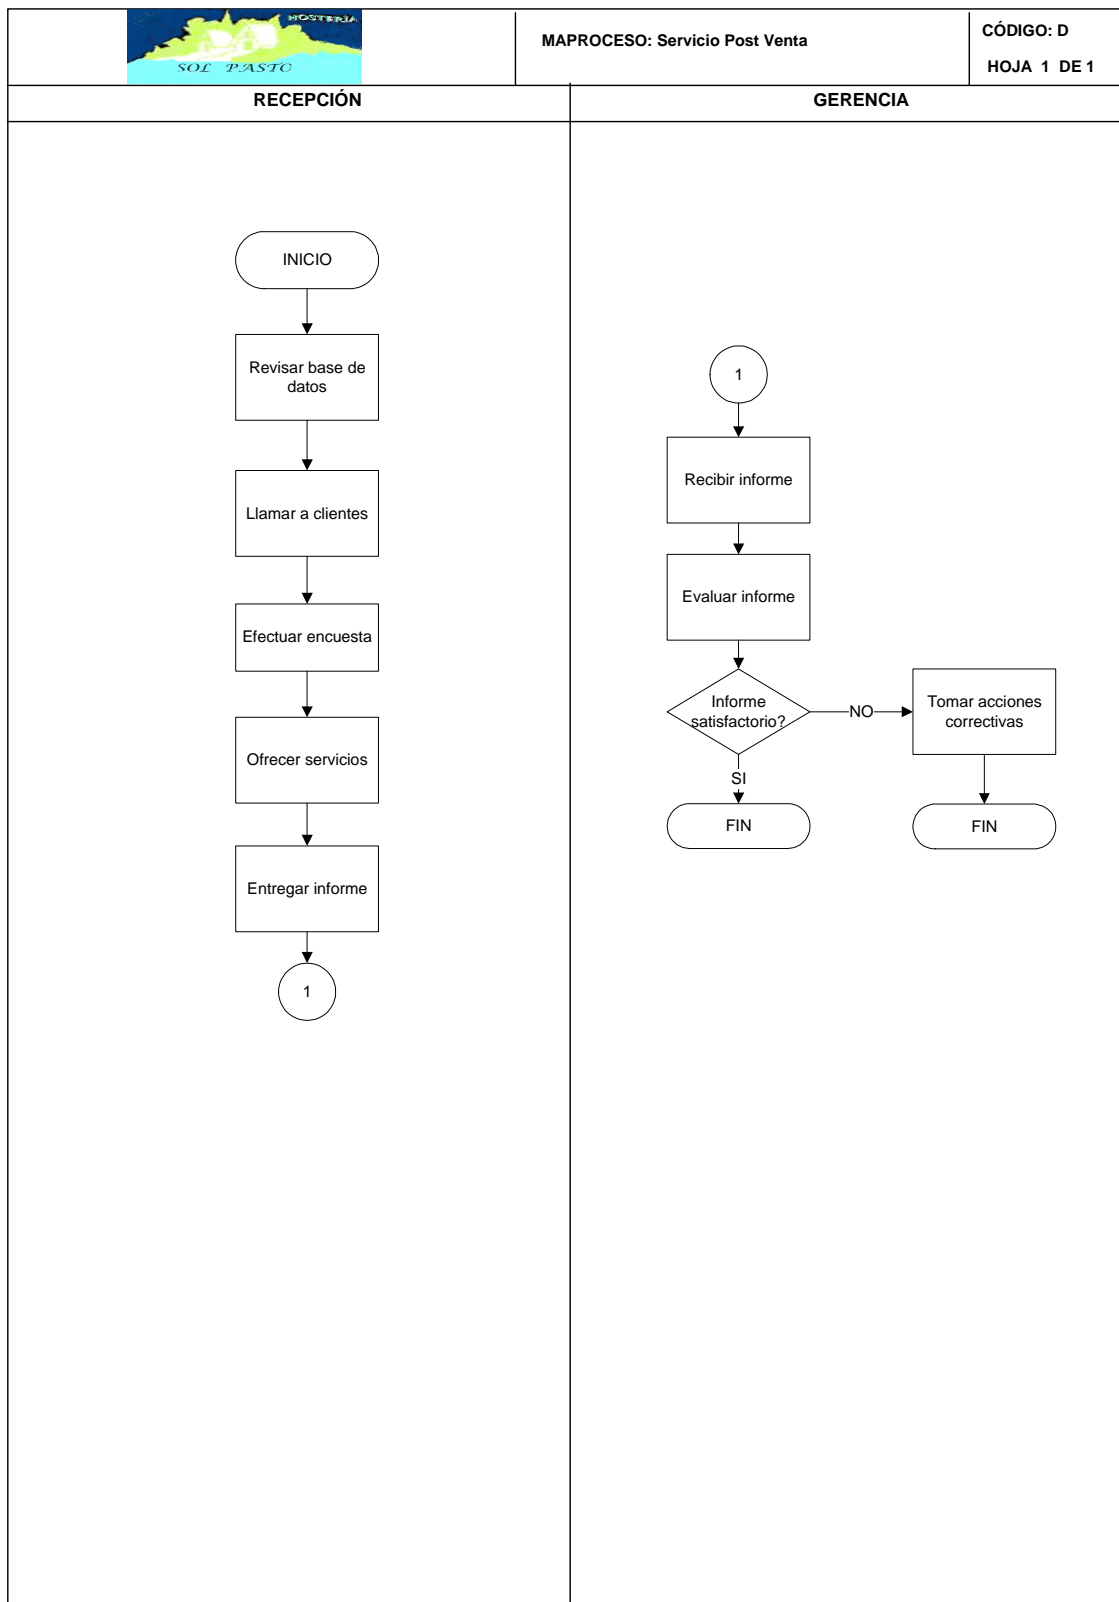 HOSTERIA
SOL PASTO
MAPROCESO: Servicio Post Venta
CÓDIGO: D
HOJA 1 DE 1
RECEPCIÓN
GERENCIA
INICIO
Revisar base de
datos
Llamar a clientes
Efectuar encuesta
Ofrecer servicios
Entregar informe
1
1
Recibir informe
Evaluar informe
Informe
satisfactorio?
NO
Tomar acciones
correctivas
SI
FIN
FIN